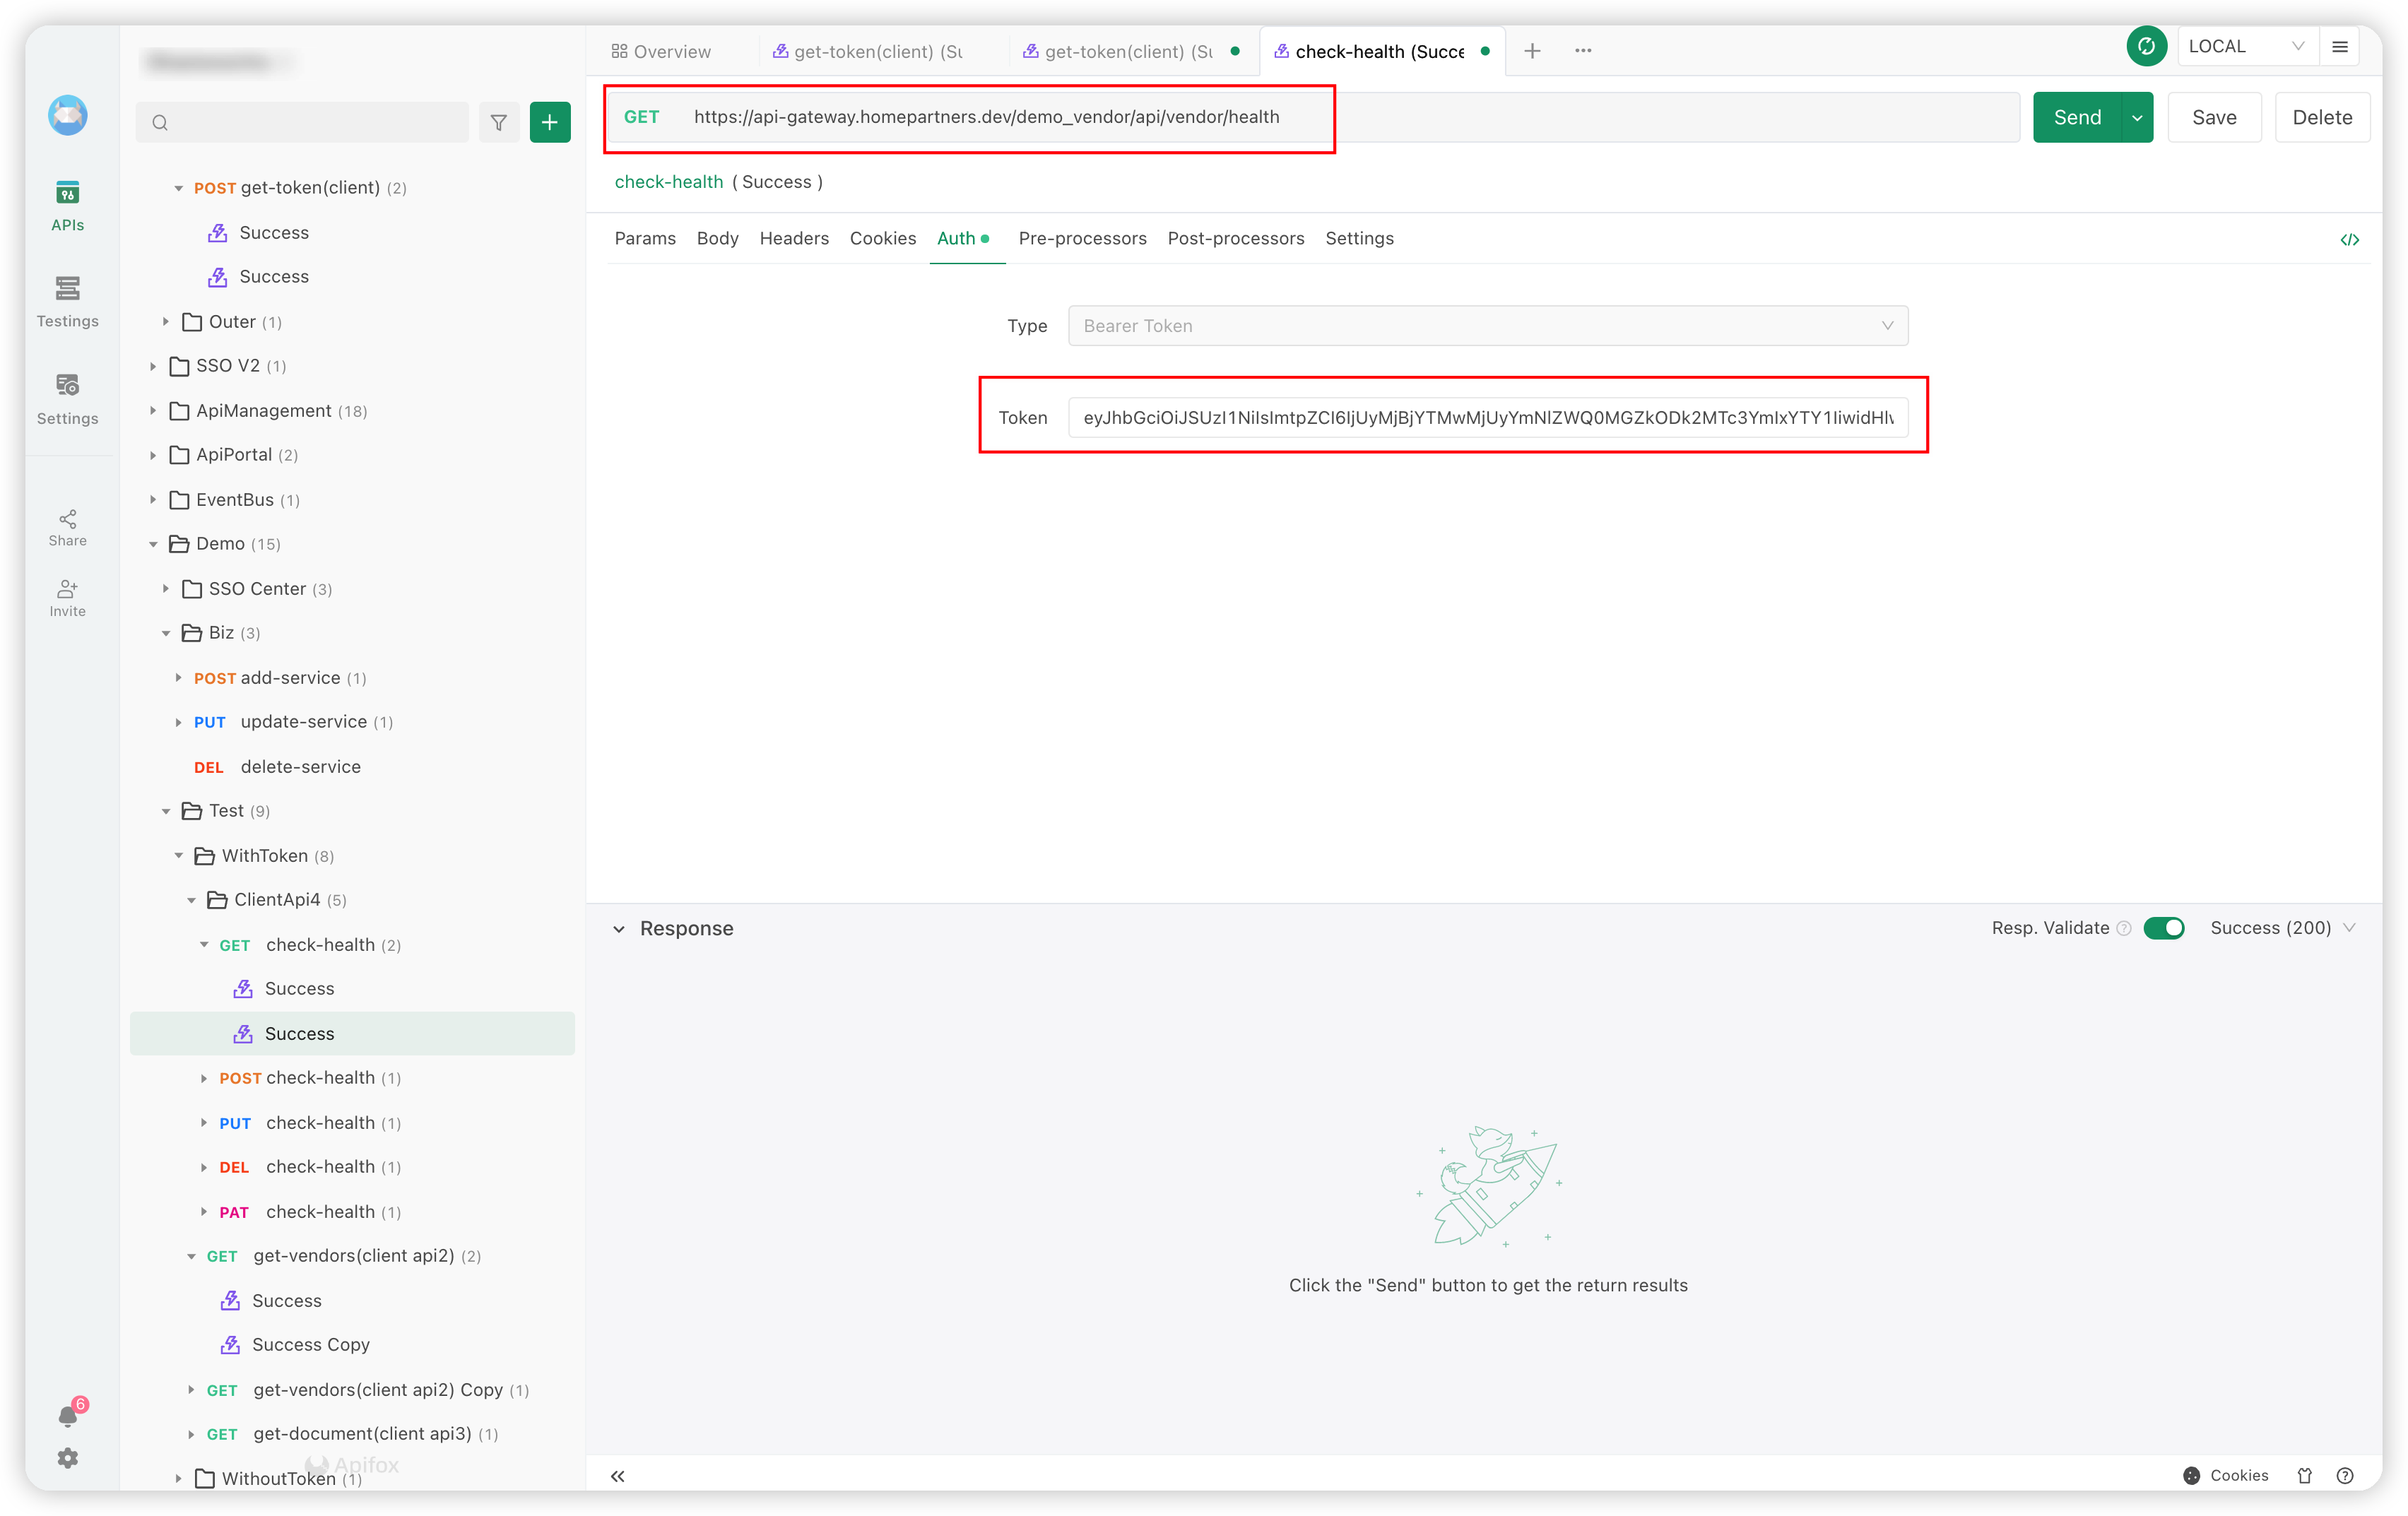 Overview
get-token(client) (Su
get-token(client) (Su
check-health (Succe
LOCAL
APIs
Testings
Settings
Share
Invite
6
POST get-token(client) (2)
Success
Success
Outer (1)
SSO V2 (1)
ApiManagement (18)
ApiPortal (2)
EventBus (1)
Demo (15)
SSO Center (3)
Biz (3)
POST add-service (1)
PUT update-service (1)
DEL delete-service
Test (9)
WithToken (8)
ClientApi4 (5)
GET check-health (2)
Success
Success
POST check-health (1)
PUT check-health (1)
DEL check-health (1)
PAT check-health (1)
GET get-vendors(client api2) (2)
Success
Success Copy
GET get-vendors(client api2) Copy (1)
GET get-document(client api3) (1)
Apifox
WithoutToken (1)
GET https://api-gateway.homepartners.dev/demo_vendor/api/vendor/health
Send
Save
Delete
check-health ( Success )
Params Body Headers Cookies Auth Pre-processors Post-processors Settings
Type Bearer Token
Token
Response
Resp. Validate
Success (200)
Click the "Send" button to get the return results
Cookies